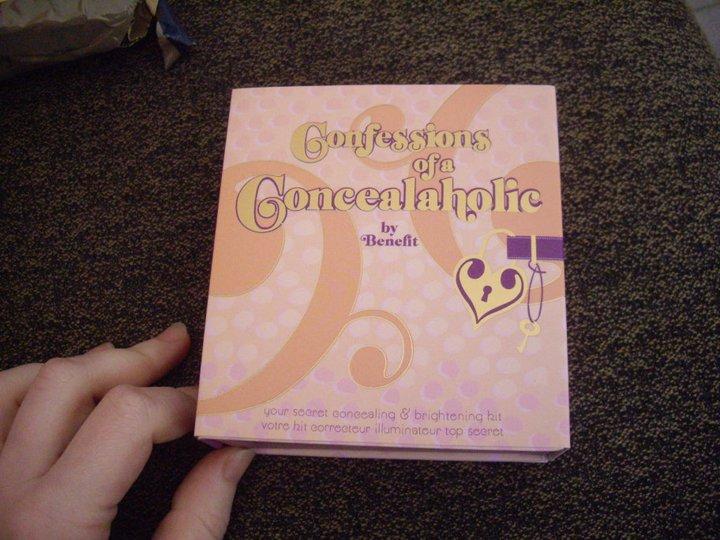 Confessions
of a
Concealaholic
by
Benefit
your secret concealing & brightening kit
votre kit correcteur illuminateur top secret